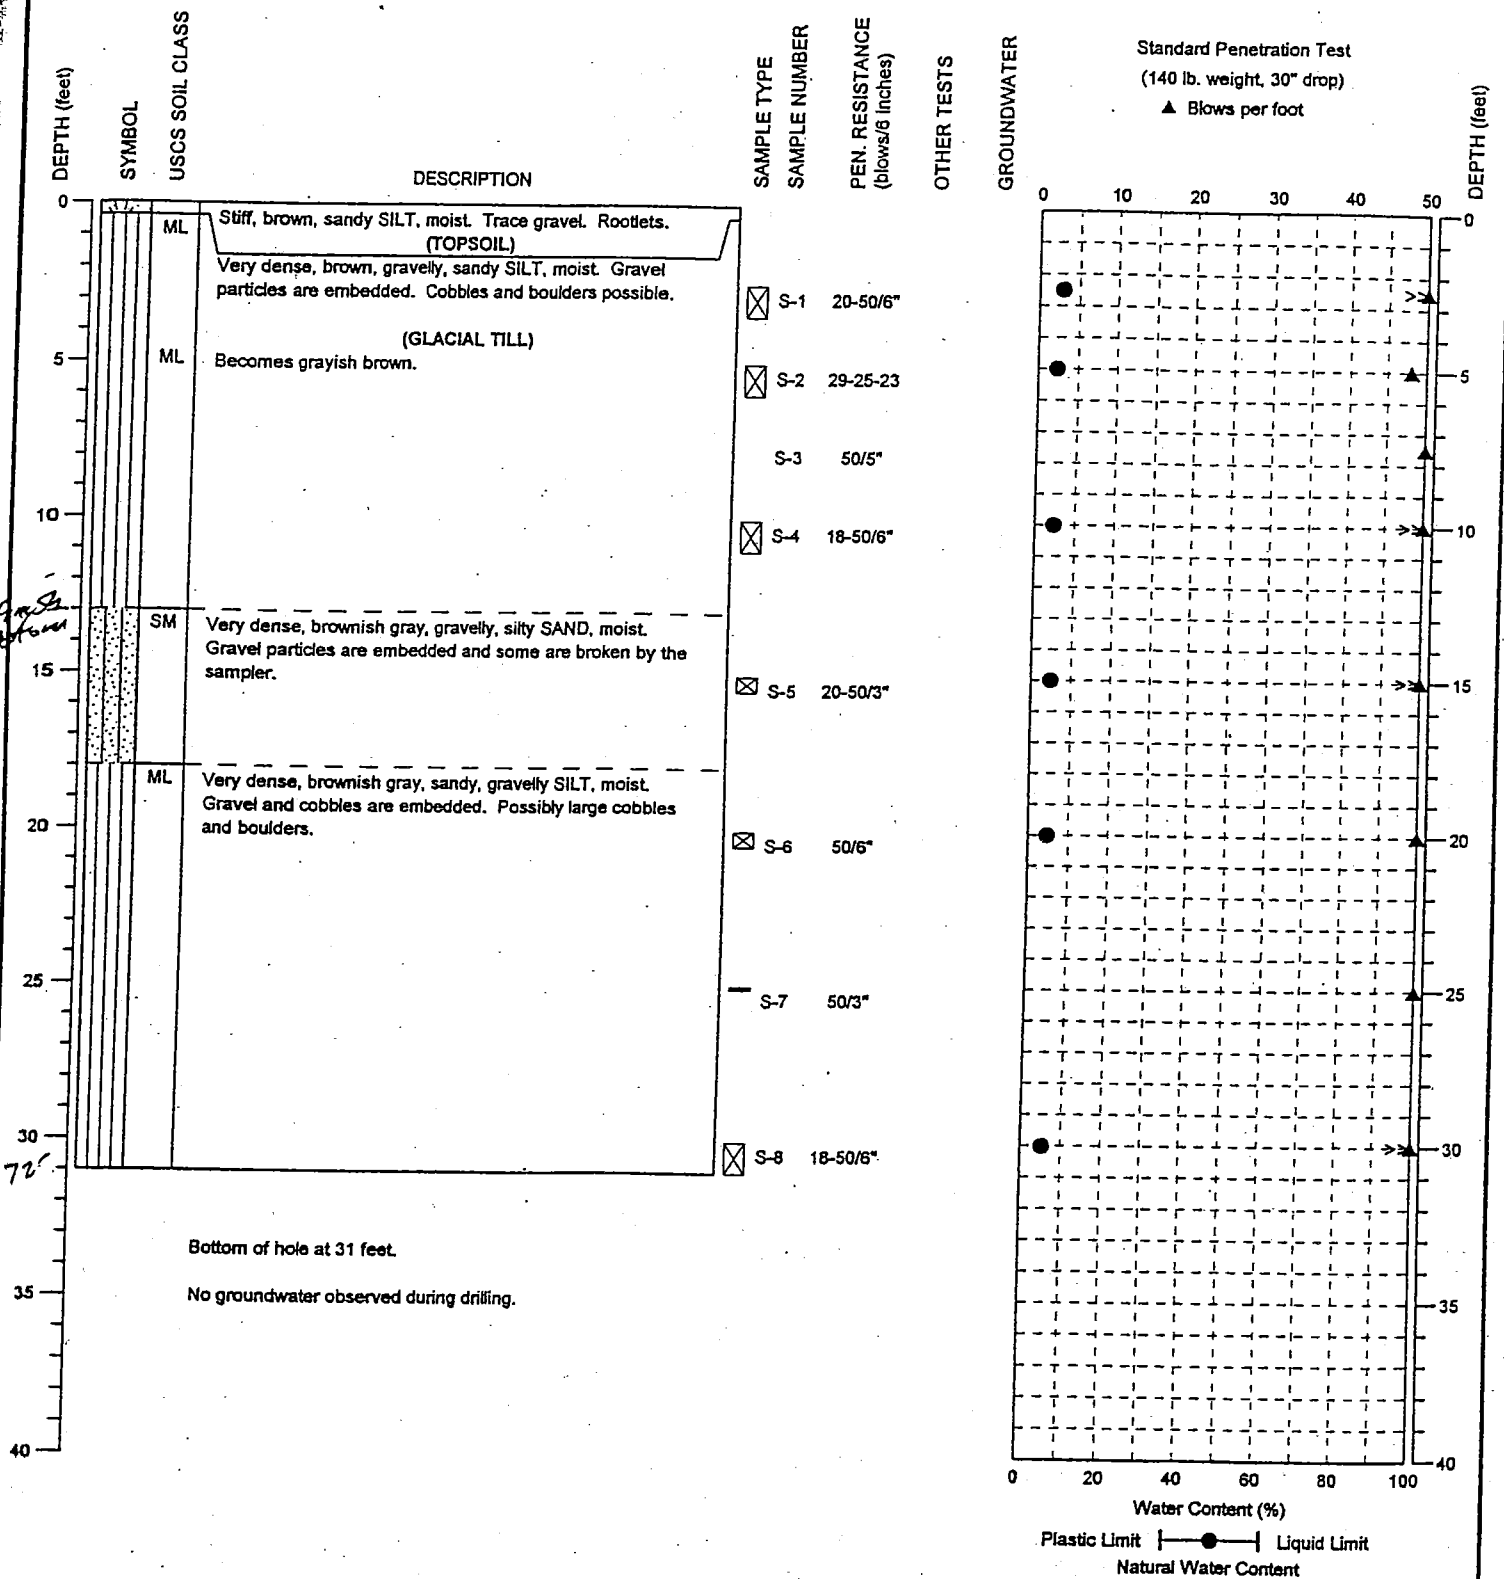 DEPTH (feet)
SYMBOL
USCS SOIL CLASS
DESCRIPTION
SAMPLE TYPE
SAMPLE NUMBER
PEN. RESISTANCE
(blows/6 inches)
OTHER TESTS
GROUNDWATER
Standard Penetration Test
(140 lb. weight, 30" drop)
▲ Blows per foot
DEPTH (feet)
0 10 20 30 40 50
0
ML
Stiff, brown, sandy SILT, moist. Trace gravel. Rootlets.
(TOPSOIL)
0
Very dense, brown, gravelly, sandy SILT, moist. Gravel
particles are embedded. Cobbles and boulders possible.
S-1 20-50/6"
>>
(GLACIAL TILL)
5
ML
Becomes grayish brown.
S-2 29-25-23
5
S-3 50/5"
10
S-4 18-50/6"
>>
10
SM
Very dense, brownish gray, gravelly, silty SAND, moist.
Gravel particles are embedded and some are broken by the
sampler.
15
S-5 20-50/3"
>>
15
ML
Very dense, brownish gray, sandy, gravelly SILT, moist.
Gravel and cobbles are embedded. Possibly large cobbles
and boulders.
20
S-6 50/6"
20
25
S-7 50/3"
25
30
S-8 18-50/6"
>>
30
Bottom of hole at 31 feet.
35
No groundwater observed during drilling.
35
40
40
0 20 40 60 80 100
Water Content (%)
Plastic Limit Liquid Limit
Natural Water Content